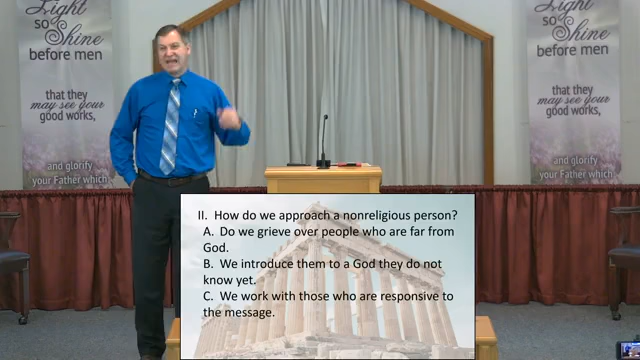 Light
so
Shine
before men
that they
may see your
good works,
and glorify
your Father which
Light
so
Shine
before men
that they
may see your
good works,
and glorify
your Father which
II. How do we approach a nonreligious person?
A. Do we grieve over people who are far from
God.
B. We introduce them to a God they do not
know yet.
C. We work with those who are responsive to
the message.